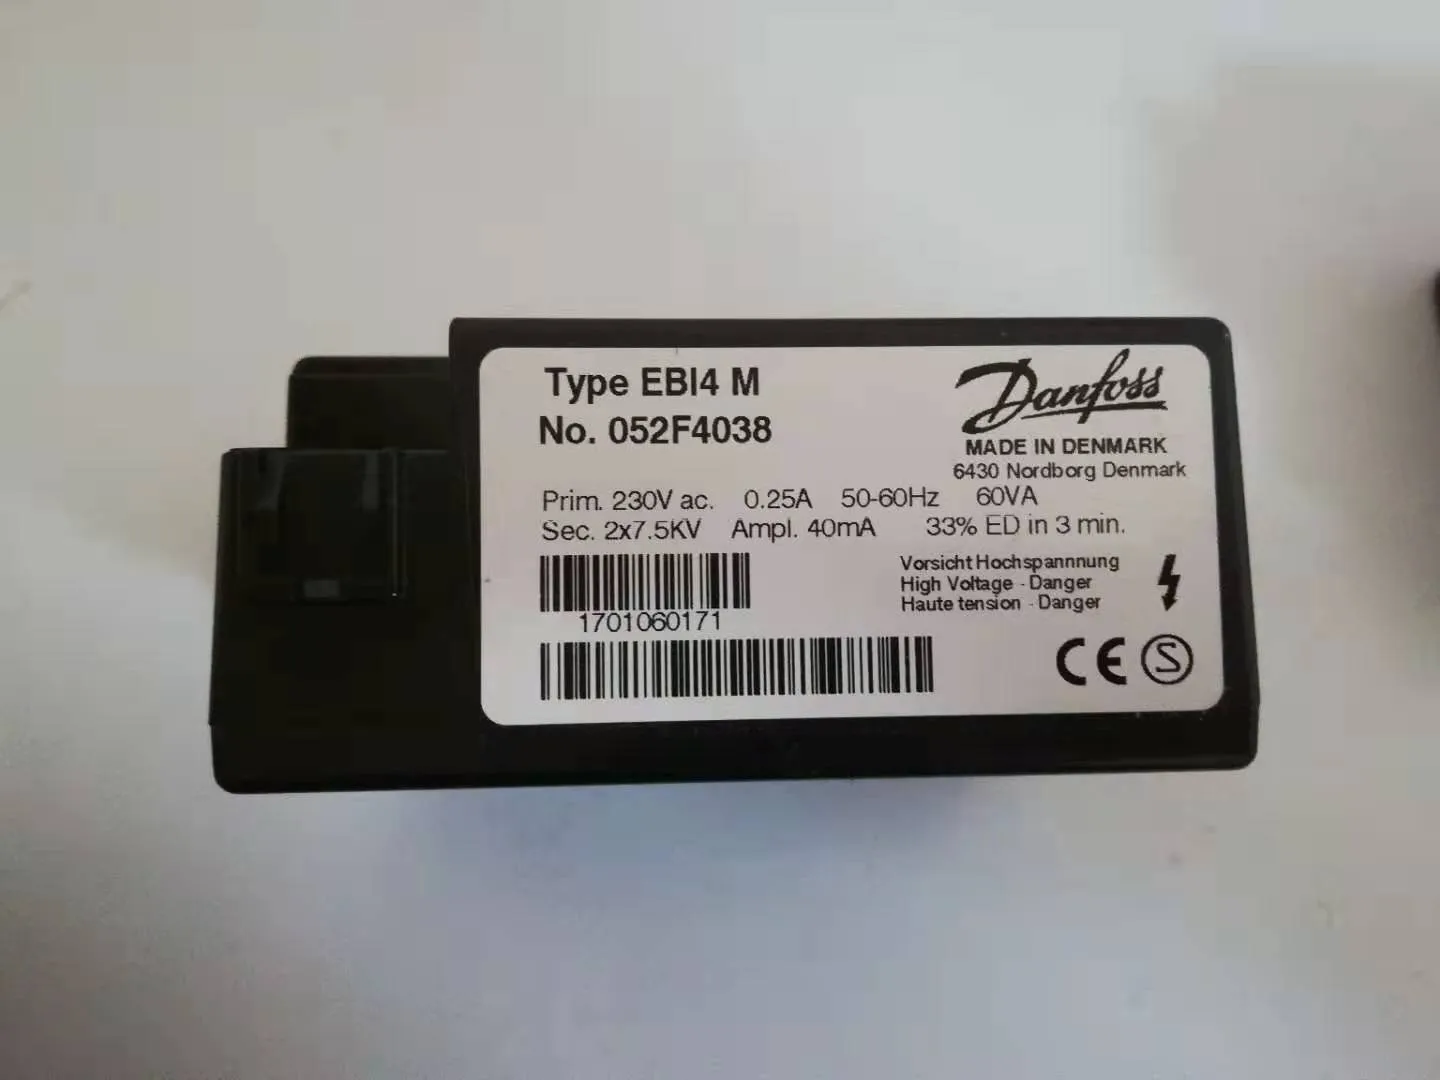 Type EBI4 M
No. 052F4038
Danfoss
MADE IN DENMARK
6430 Nordborg Denmark
Prim. 230V ac. 0.25A 50-60Hz 60VA
Sec. 2x7.5KV Ampl. 40mA 33% ED in 3 min.
1701060171
Vorsicht Hochspannnung
High Voltage - Danger
Haute tension - Danger
CE S